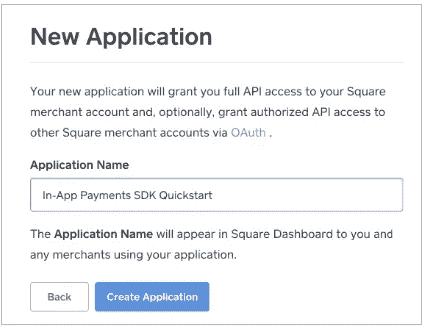 New Application
Your new application will grant you full API access to your Square
merchant account and, optionally, grant authorized API access to
other Square merchant accounts via OAuth .
Application Name
In-App Payments SDK Quickstart
The Application Name will appear in Square Dashboard to you and
any merchants using your application.
Back
Create Application